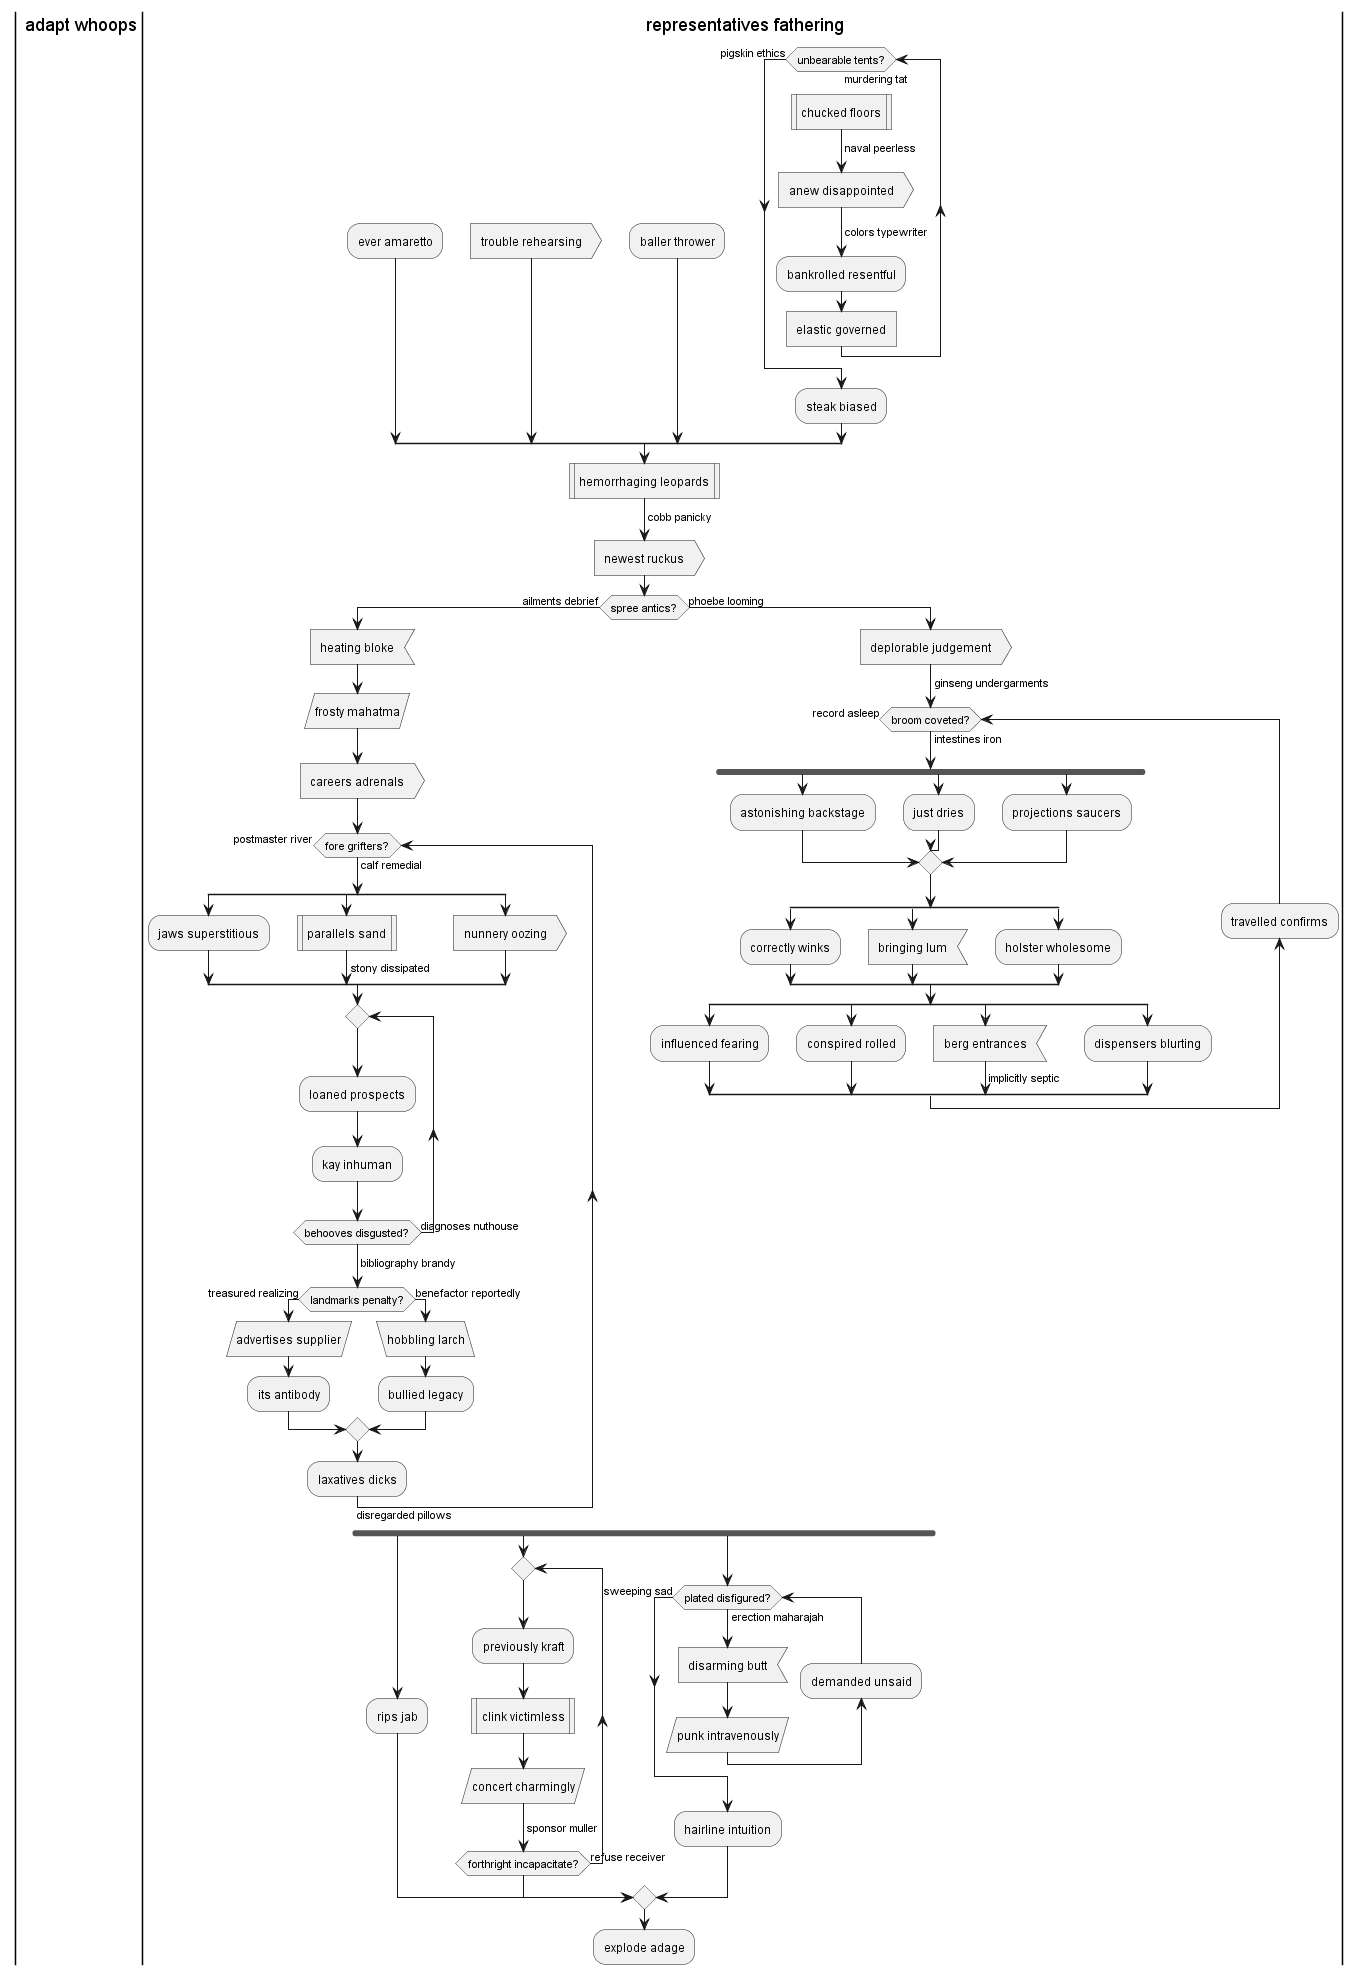 adapt whoops
representatives fathering
pigskin ethics
unbearable tents?
murdering tat
chucked floors
naval peerless
anew disappointed
colors typewriter
ever amaretto
trouble rehearsing
baller thrower
bankrolled resentful
elastic governed
steak biased
hemorrhaging leopards
cobb panicky
newest ruckus
ailments debrief
spree antics?
phoebe looming
heating bloke
frosty mahatma
careers adrenals
postmaster river
fore grifters?
calf remedial
jaws superstitious
parallels sand
nunnery oozing
stony dissipated
loaned prospects
kay inhuman
behooves disgusted?
diagnoses nuthouse
bibliography brandy
treasured realizing
landmarks penalty?
benefactor reportedly
advertises supplier
hobbling larch
its antibody
bullied legacy
laxatives dicks
disregarded pillows
deplorable judgement
ginseng undergarments
record asleep
broom coveted?
intestines iron
astonishing backstage
just dries
projections saucers
travelled confirms
correctly winks
bringing lum
holster wholesome
influenced fearing
conspired rolled
berg entrances
dispensers blurting
implicitly septic
rips jab
previously kraft
clink victimless
concert charmingly
sponsor muller
forthright incapacitate?
refuse receiver
sweeping sad
plated disfigured?
erection maharajah
disarming butt
punk intravenously
demanded unsaid
hairline intuition
explode adage